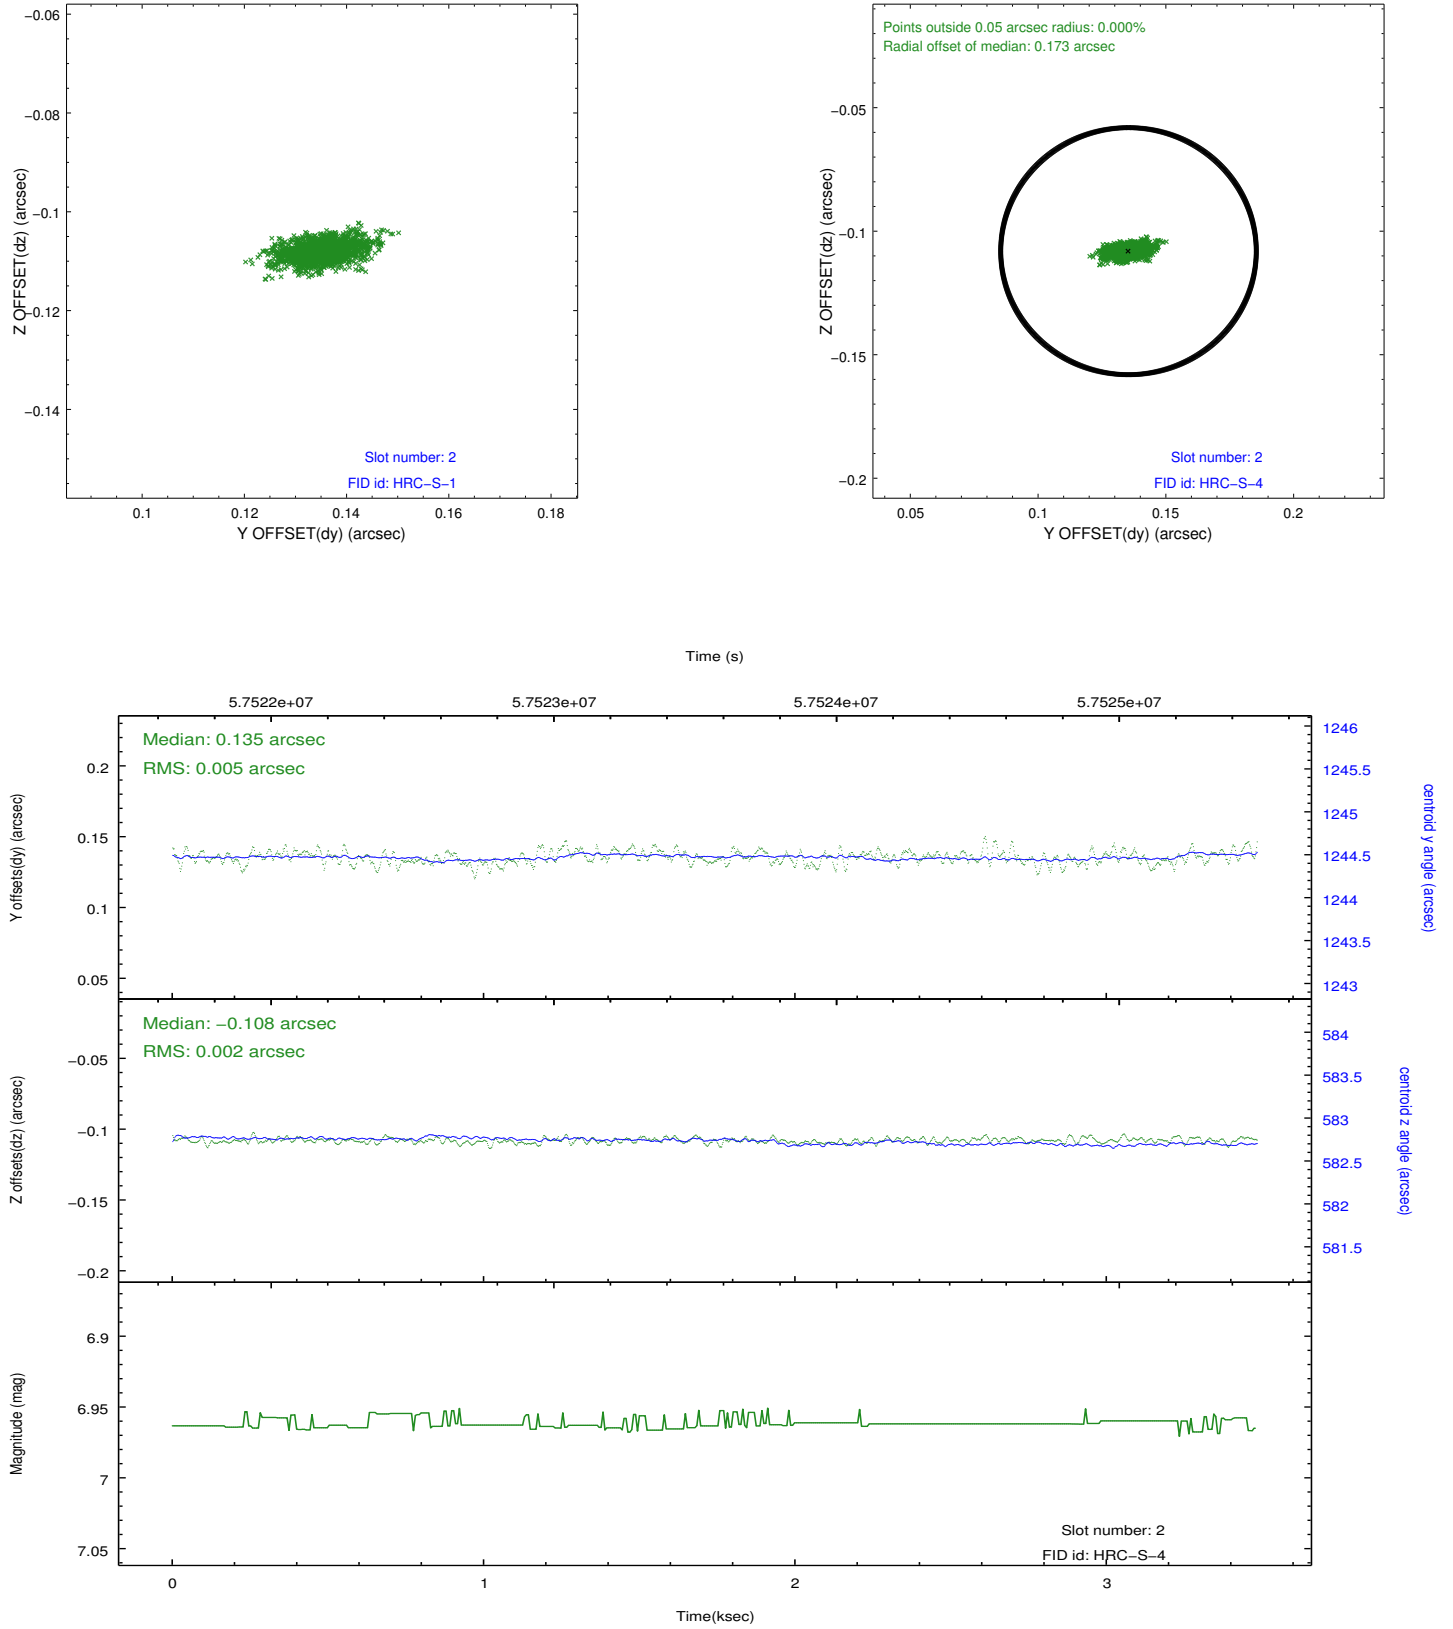 −0.06
−0.08
−0.1
−0.12
−0.14
Z OFFSET(dz) (arcsec)
Slot number: 2
FID id: HRC−S−1
0.1
0.12
0.14
0.16
0.18
Y OFFSET(dy) (arcsec)
Points outside 0.05 arcsec radius: 0.000%
Radial offset of median: 0.173 arcsec
−0.05
−0.1
−0.15
−0.2
Z OFFSET(dz) (arcsec)
Slot number: 2
FID id: HRC−S−4
0.05
0.1
0.15
0.2
Y OFFSET(dy) (arcsec)
Time (s)
5.7522e+07
5.7523e+07
5.7524e+07
5.7525e+07
Median: 0.135 arcsec
RMS: 0.005 arcsec
0.2
0.15
0.1
0.05
Y offsets(dy) (arcsec)
1246
1245.5
1245
1244.5
1244
1243.5
1243
centroid y angle (arcsec)
Median: −0.108 arcsec
RMS: 0.002 arcsec
−0.05
−0.1
−0.15
−0.2
Z offsets(dz) (arcsec)
584
583.5
583
582.5
582
581.5
centroid z angle (arcsec)
6.9
6.95
7
7.05
Magnitude (mag)
Slot number: 2
FID id: HRC−S−4
0
1
2
3
Time(ksec)